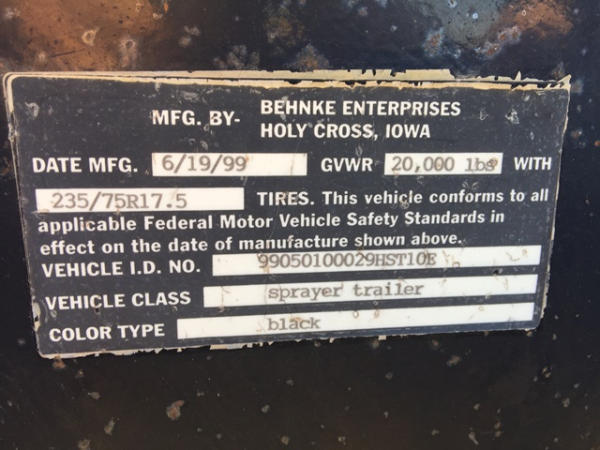 MFG. BY- BEHNKE ENTERPRISES
HOLY CROSS, IOWA
DATE MFG. 6/19/99 GVWR 20,000 lbs WITH
235/75R17.5 TIRES. This vehicle conforms to all
applicable Federal Motor Vehicle Safety Standards in
effect on the date of manufacture shown above.
VEHICLE I.D. NO. 99050100029HST10E
VEHICLE CLASS sprayer trailer
COLOR TYPE black